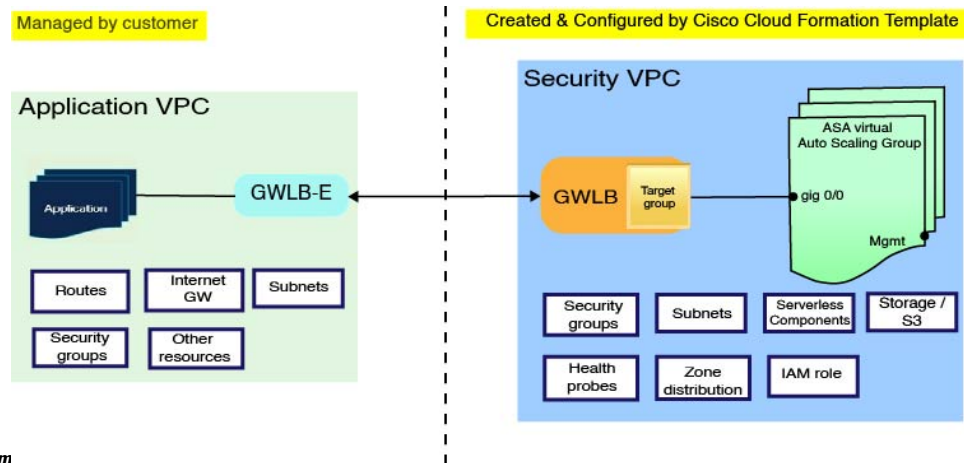 Managed by customer
Created & Configured by Cisco Cloud Formation Template
Application VPC
Application
GWLB-E
Routes
Internet
GW
Subnets
Security
groups
Other
resources
Security VPC
GWLB
Target
group
ASA virtual
Auto Scaling Group
gig 0/0
Mgmt
Security
groups
Subnets
Serverless
Components
Storage /
S3
Health
probes
Zone
distribution
IAM role
m